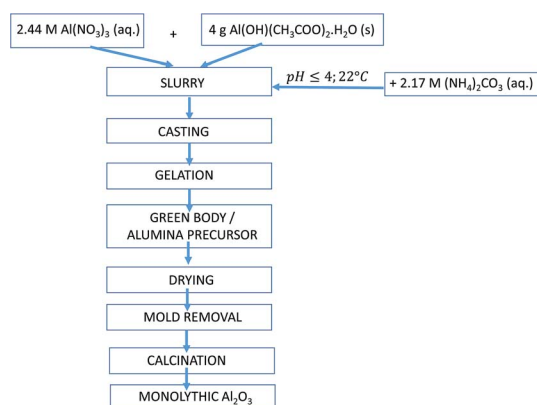 2.44 M Al(NO₃)₃ (aq.) + 4 g Al(OH)(CH₃COO)₂.H₂O (s)
SLURRY
pH ≤ 4; 22°C
+ 2.17 M (NH₄)₂CO₃ (aq.)
CASTING
GELATION
GREEN BODY /
ALUMINA PRECURSOR
DRYING
MOLD REMOVAL
CALCINATION
MONOLYTHIC Al₂O₃